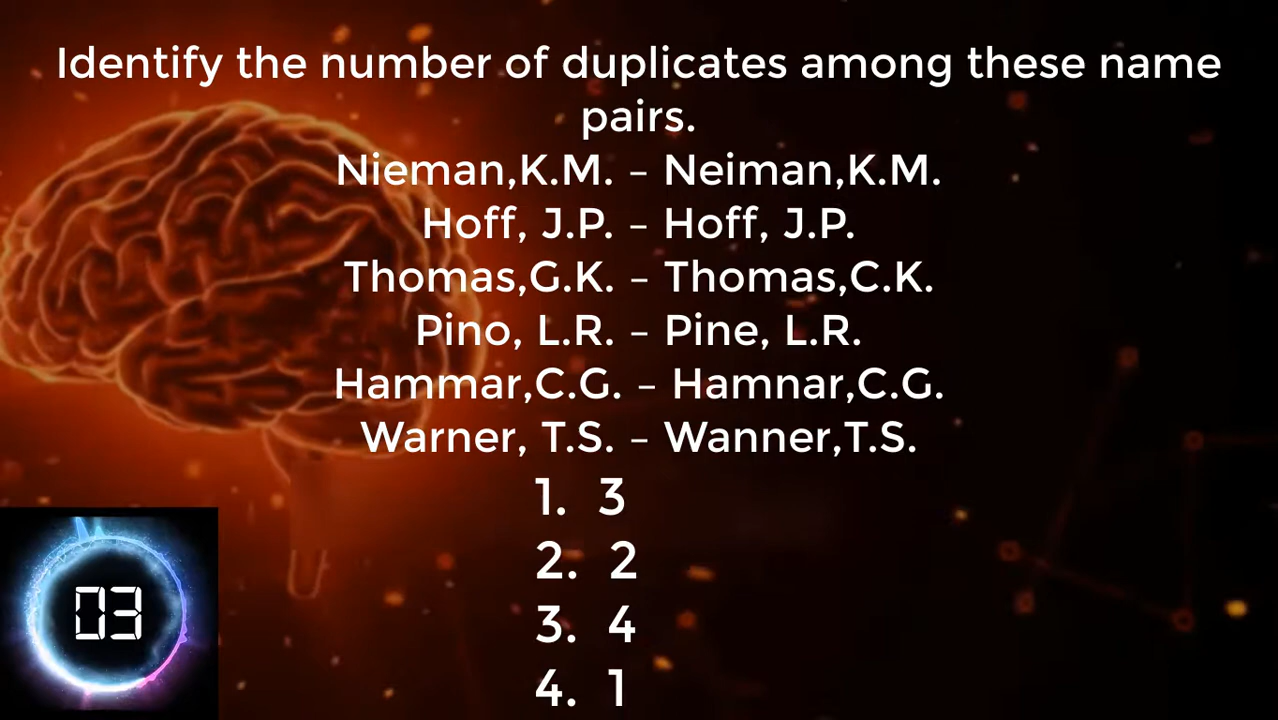 Identify the number of duplicates among these name
pairs.
Nieman,K.M. – Neiman,K.M.
Hoff, J.P. – Hoff, J.P.
Thomas,G.K. – Thomas,C.K.
Pino, L.R. – Pine, L.R.
Hammar,C.G. – Hamnar,C.G.
Warner, T.S. – Wanner,T.S.
1. 3
2. 2
3. 4
4. 1
03